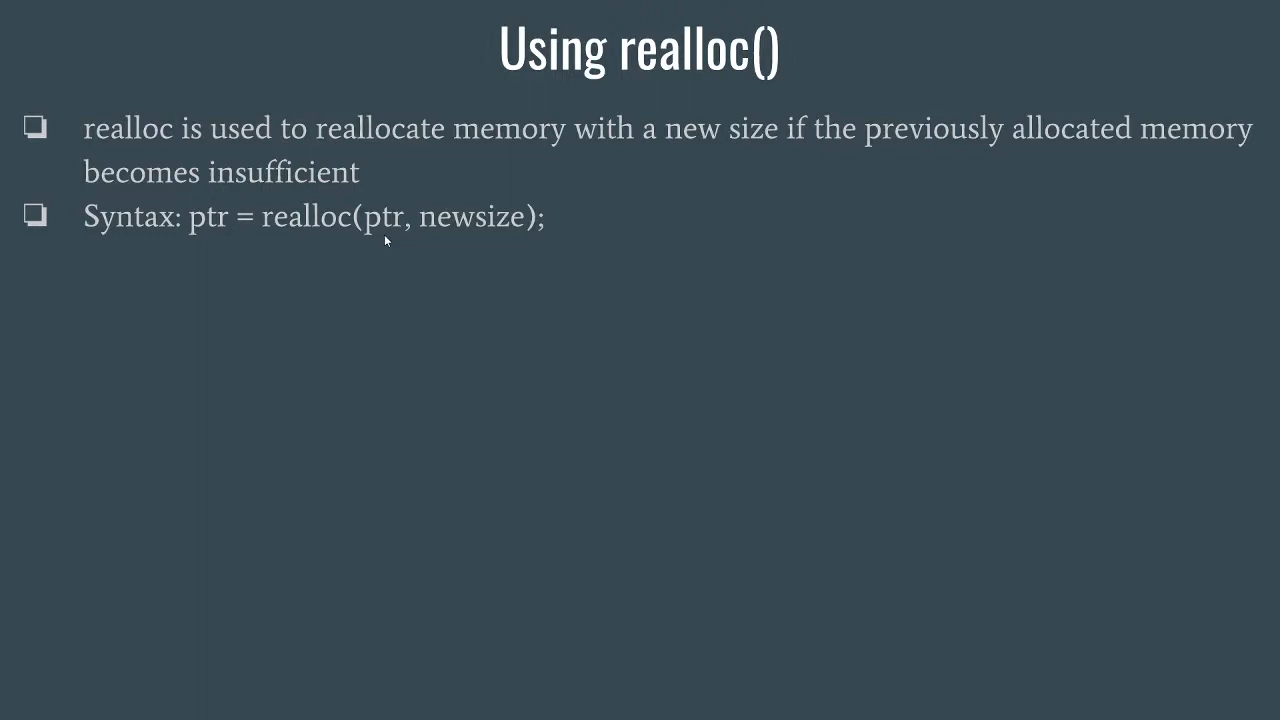 Using realloc()
❏ realloc is used to reallocate memory with a new size if the previously allocated memory
becomes insufficient
❏ Syntax: ptr = realloc(ptr, newsize);